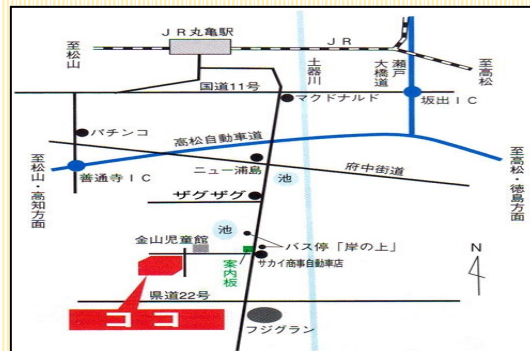 JR丸亀駅
至松山
JR
土器川
瀬戸
大橋道
至高松
国道11号
マクドナルド
坂出IC
パチンコ
高松自動車道
ニュー浦島
府中街道
至松山・高知方面
善通寺IC
池
至高松・徳島方面
ザグザグ
池
金山児童館
バス停「岸の上」
案内板
サカイ商事自動車店
N
県道22号
ココ
フジグラン